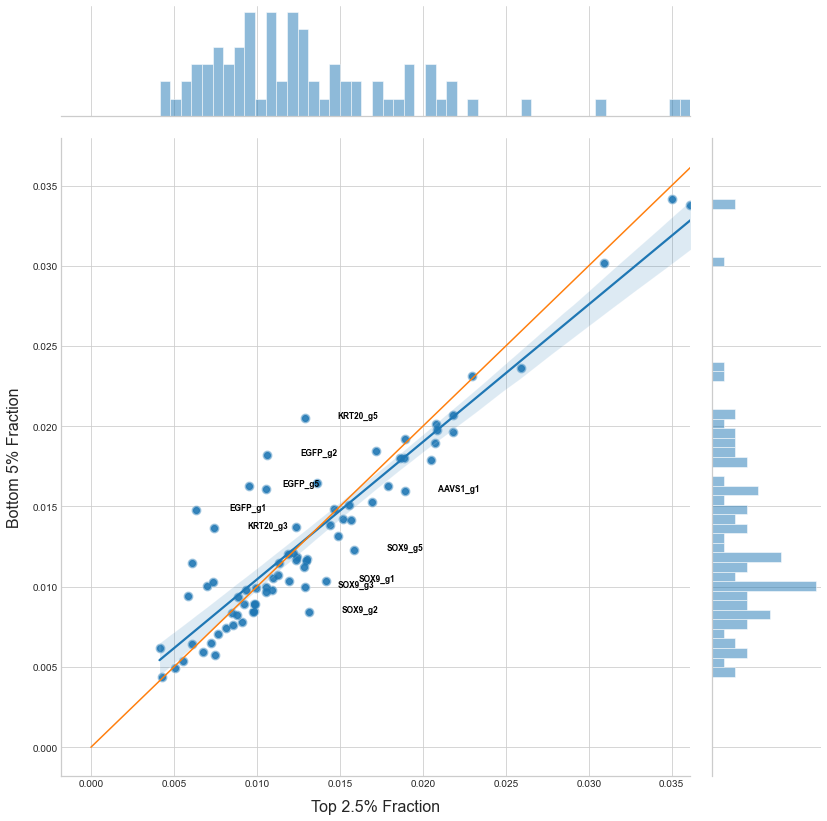 0.035
0.030
0.025
0.020
0.015
0.010
0.005
0.000
Bottom 5% Fraction
KRT20_g5
EGFP_g2
EGFP_g5
AAVS1_g1
EGFP_g1
KRT20_g3
SOX9_g5
SOX9_g1
SOX9_g3
SOX9_g2
0.000 0.005 0.010 0.015 0.020 0.025 0.030 0.035
Top 2.5% Fraction